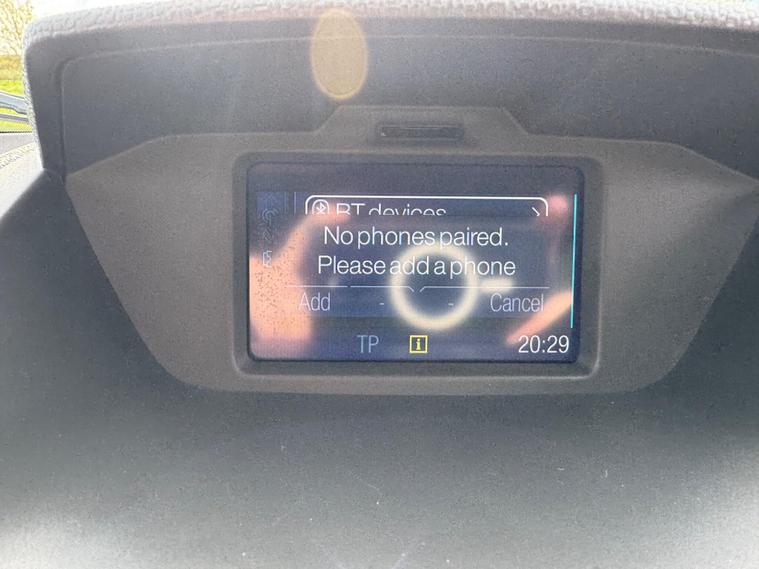 BT devices
No phones paired.
Please add a phone
Add - - Cancel
TP i 20:29